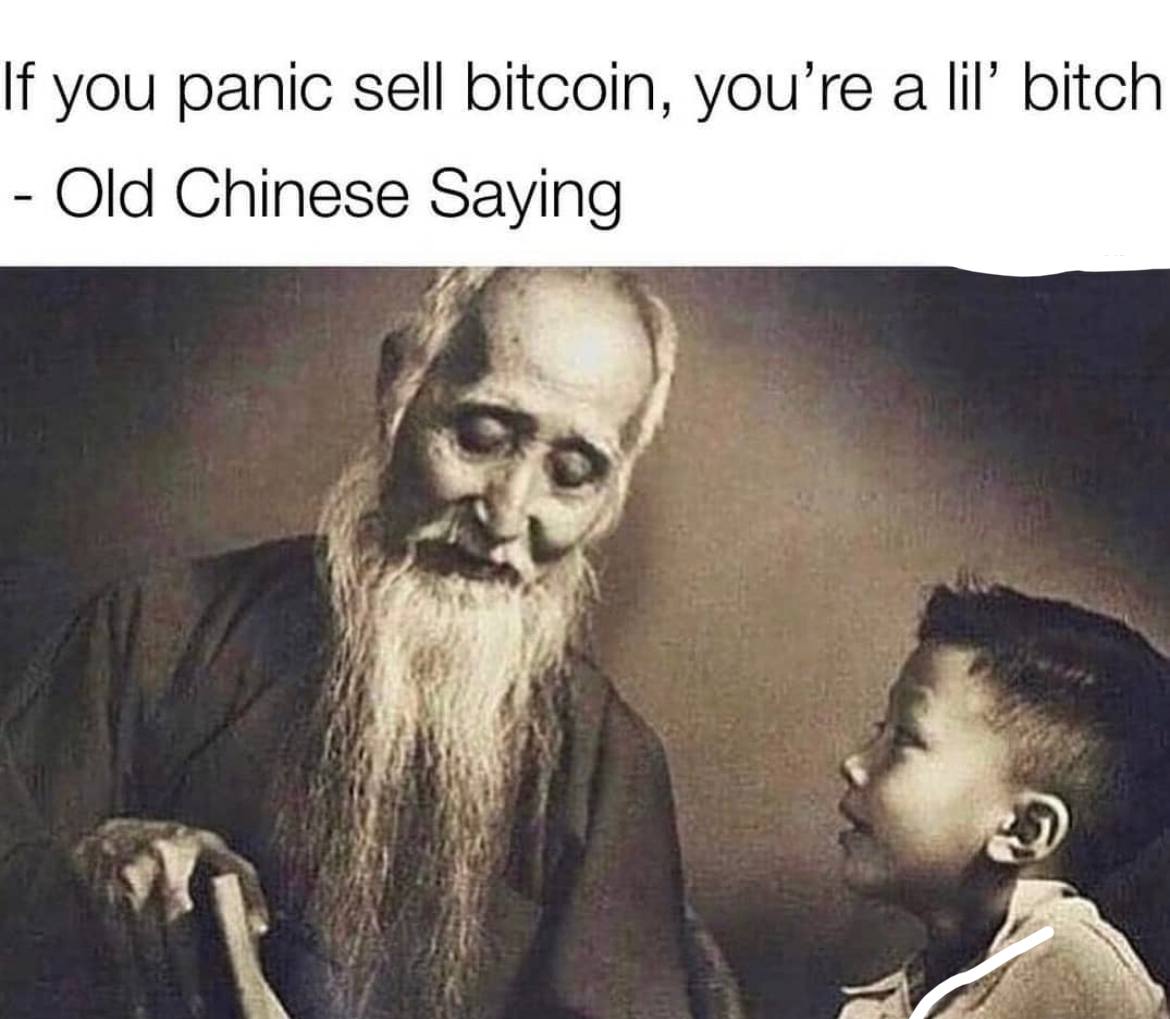 If you panic sell bitcoin, you’re a lil’ bitch
- Old Chinese Saying